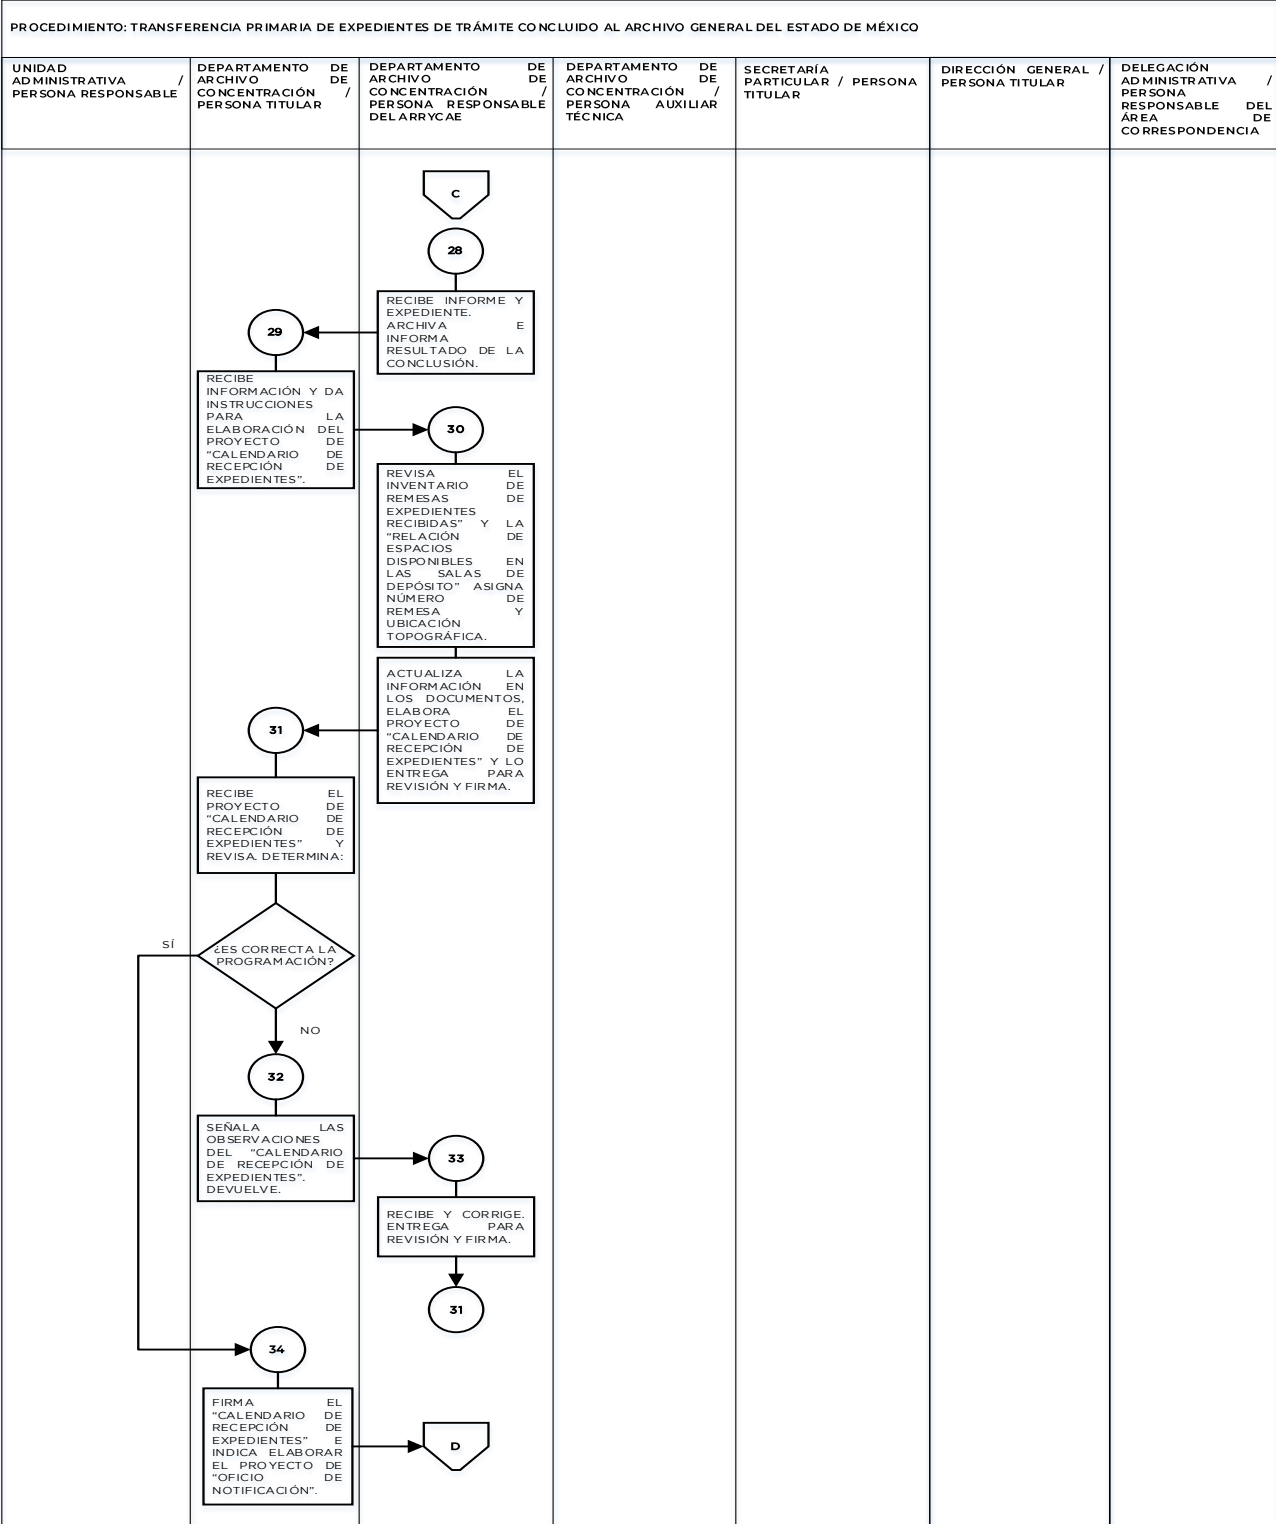 PROCEDIMIENTO: TRANSFERENCIA PRIMARIA DE EXPEDIENTES DE TRÁMITE CONCLUIDO AL ARCHIVO GENERAL DEL ESTADO DE MÉXICO
UNIDAD
ADMINISTRATIVA /
PERSONA RESPONSABLE
DEPARTAMENTO DE
ARCHIVO DE
CONCENTRACIÓN /
PERSONA TITULAR
DEPARTAMENTO DE
ARCHIVO DE
CONCENTRACIÓN /
PERSONA RESPONSABLE
DEL ARRYCAE
DEPARTAMENTO DE
ARCHIVO DE
CONCENTRACIÓN /
PERSONA AUXILIAR
TÉCNICA
SECRETARÍA
PARTICULAR / PERSONA
TITULAR
DIRECCIÓN GENERAL /
PERSONA TITULAR
DELEGACIÓN
ADMINISTRATIVA /
PERSONA
RESPONSABLE DEL
ÁREA DE
CORRESPONDENCIA
C
28
RECIBE INFORME Y
EXPEDIENTE.
ARCHIVA E
INFORMA
RESULTADO DE LA
CONCLUSIÓN.
29
RECIBE
INFORMACIÓN Y DA
INSTRUCCIONES
PARA LA
ELABORACIÓN DEL
PROYECTO DE
“CALENDARIO DE
RECEPCIÓN DE
EXPEDIENTES”.
30
REVISA EL
INVENTARIO DE
REMESAS DE
EXPEDIENTES
RECIBIDAS” Y LA
“RELACIÓN DE
ESPACIOS
DISPONIBLES EN
LAS SALAS DE
DEPÓSITO” ASIGNA
NÚMERO DE
REMESA Y
UBICACIÓN
TOPOGRÁFICA.
ACTUALIZA LA
INFORMACIÓN EN
LOS DOCUMENTOS,
ELABORA EL
PROYECTO DE
“CALENDARIO DE
RECEPCIÓN DE
EXPEDIENTES” Y LO
ENTREGA PARA
REVISIÓN Y FIRMA.
31
RECIBE EL
PROYECTO DE
“CALENDARIO DE
RECEPCIÓN DE
EXPEDIENTES” Y
REVISA. DETERMINA:
SÍ
¿ES CORRECTA LA
PROGRAMACIÓN?
NO
32
SEÑALA LAS
OBSERVACIONES
DEL “CALENDARIO
DE RECEPCIÓN DE
EXPEDIENTES”.
DEVUELVE.
33
RECIBE Y CORRIGE.
ENTREGA PARA
REVISIÓN Y FIRMA.
31
34
FIRMA EL
“CALENDARIO DE
RECEPCIÓN DE
EXPEDIENTES” E
INDICA ELABORAR
EL PROYECTO DE
“OFICIO DE
NOTIFICACIÓN”.
D